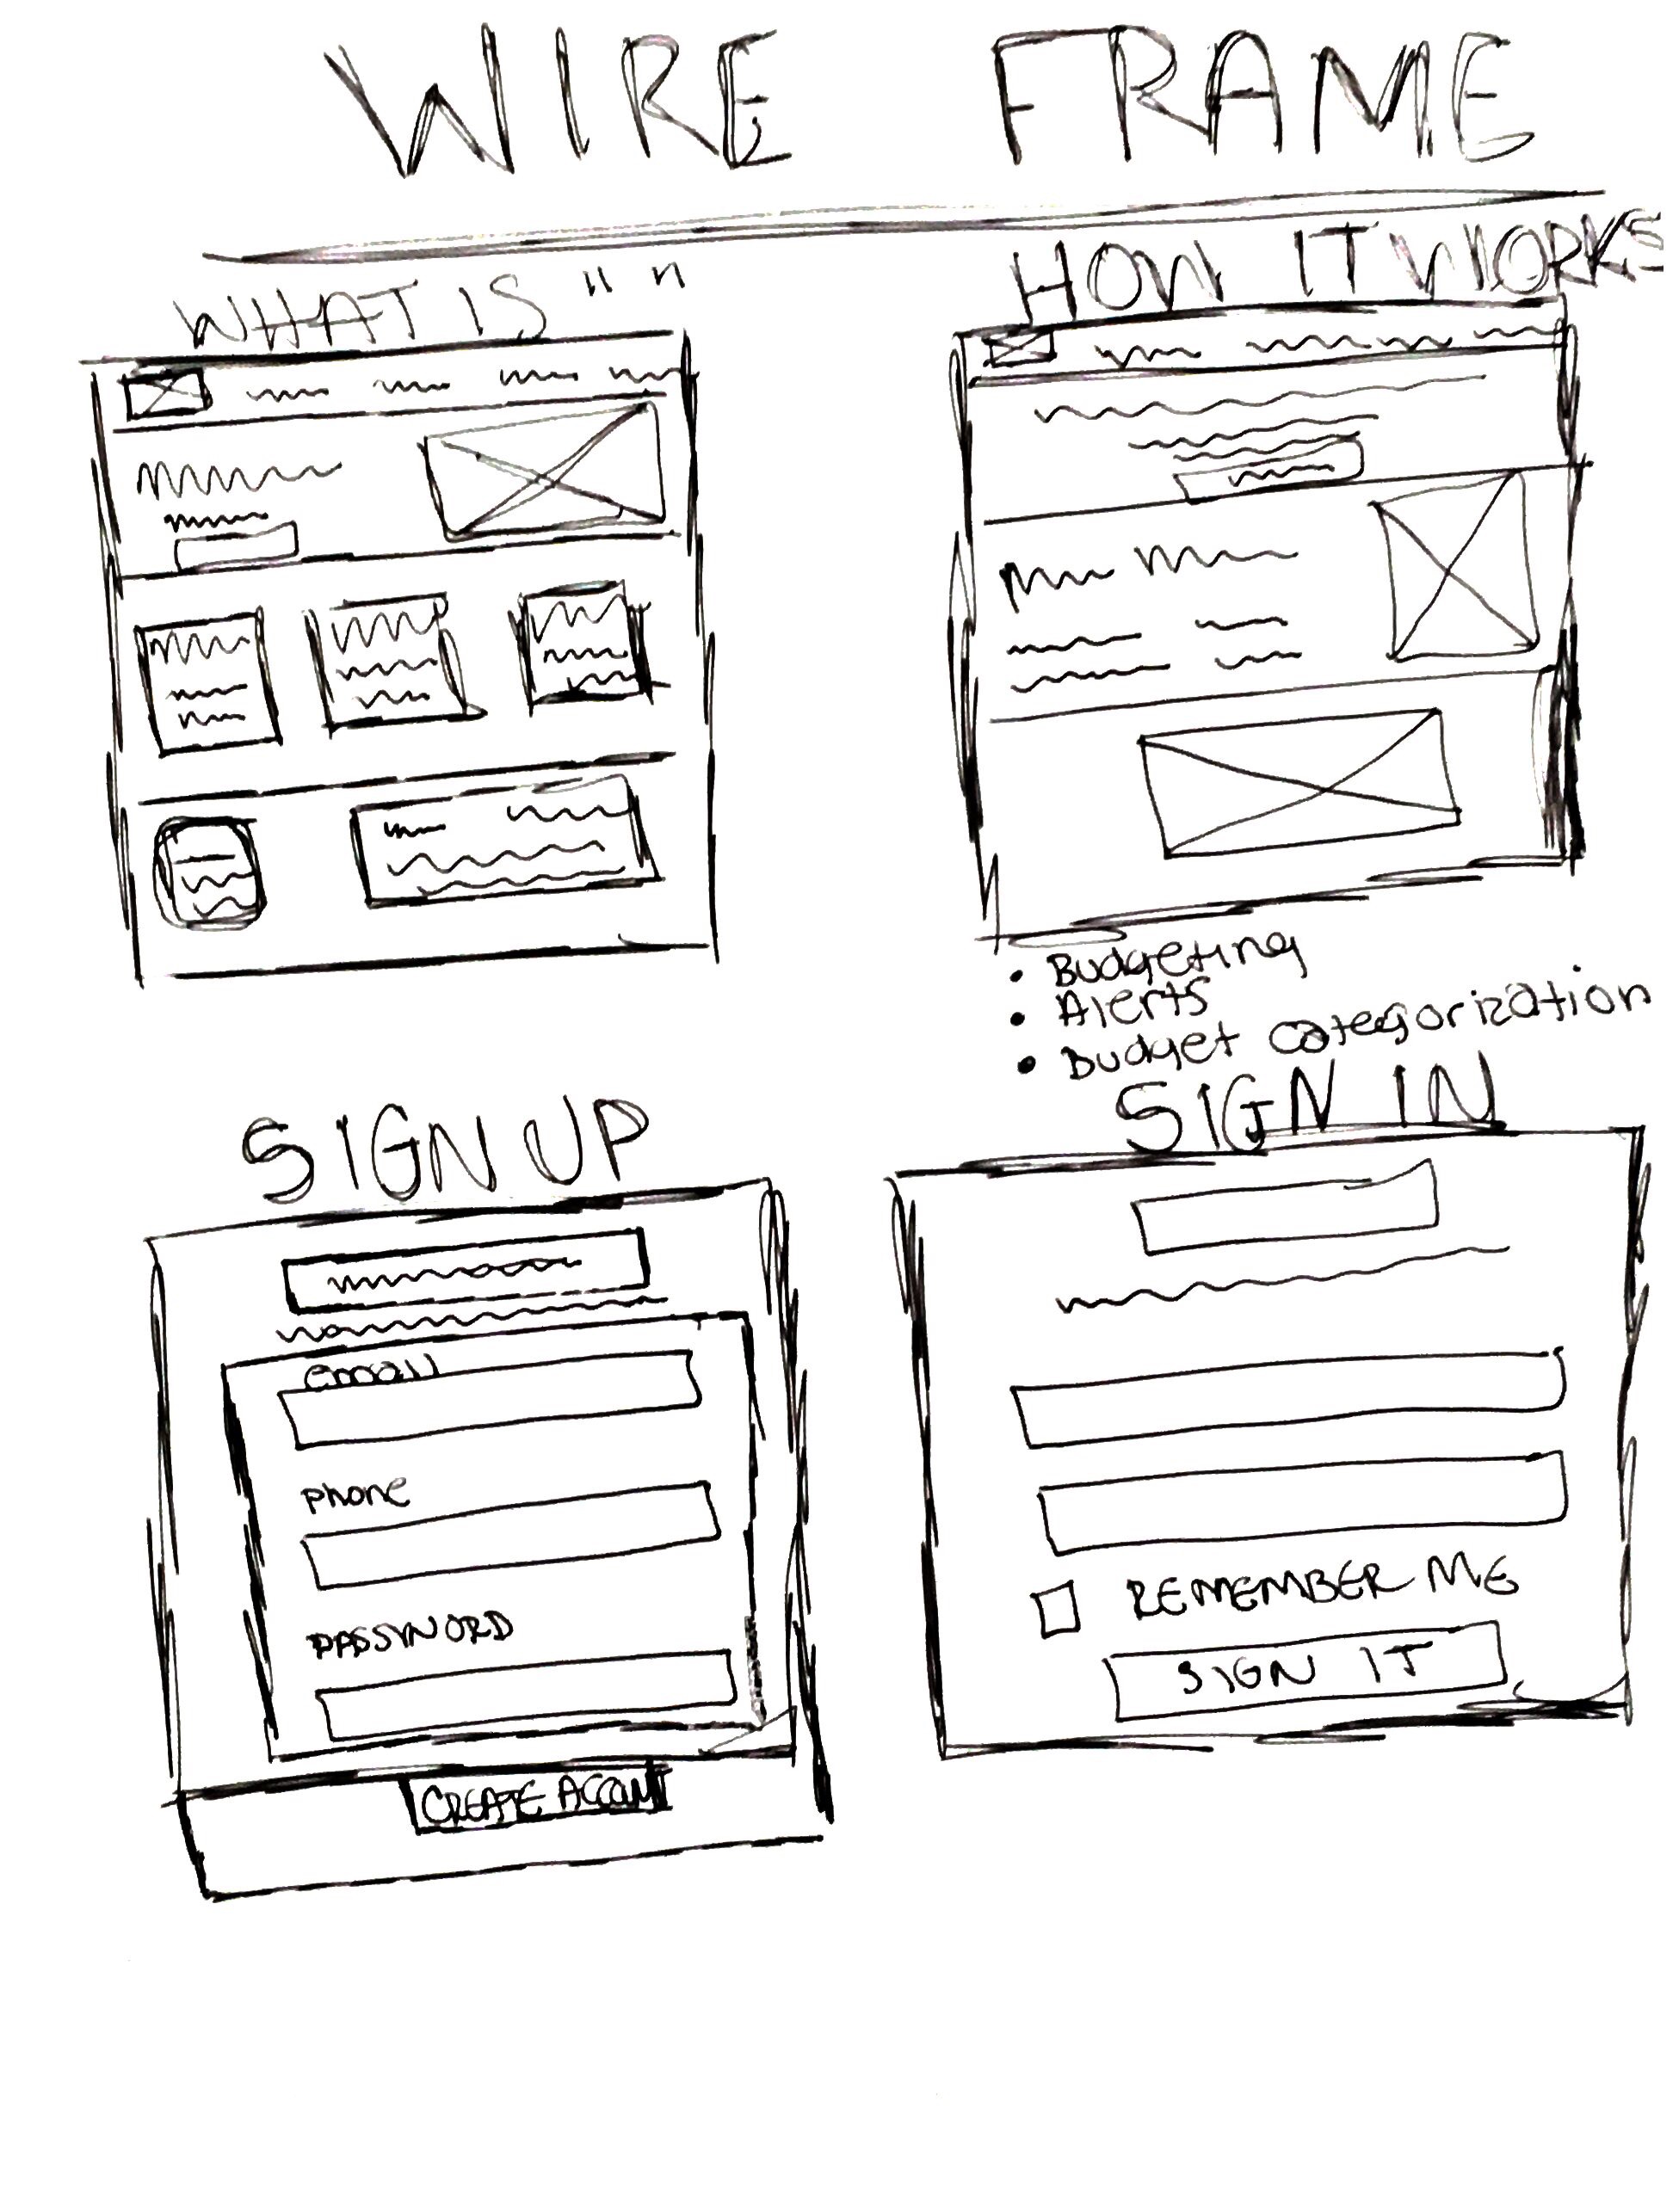 WIRE FRAME
WHAT IS " "
HOW IT WORKS
• Budgeting
• Alerts
• Budget categorization
SIGN UP
email
phone
PASSWORD
CREATE ACCOUNT
SIGN IN
REMEMBER ME
SIGN IT